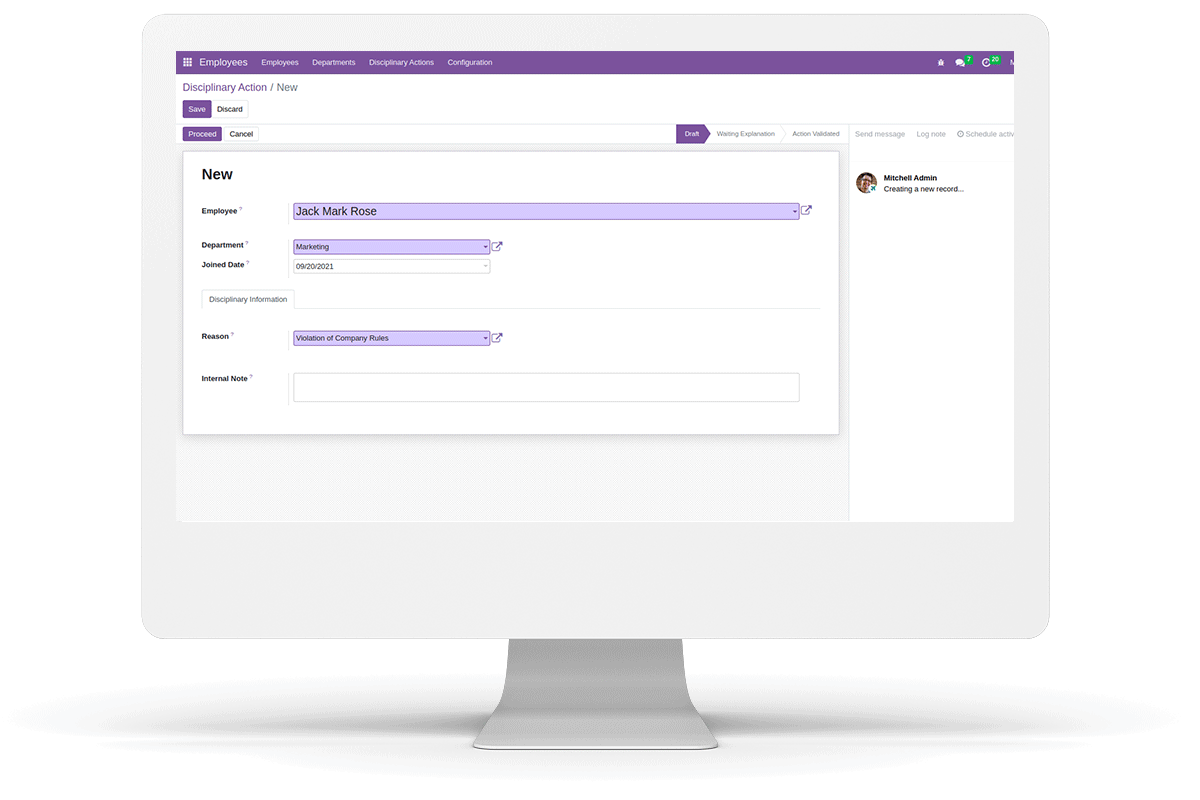 Employees Employees Departments Disciplinary Actions Configuration 7 20
Disciplinary Action / New
Save Discard
Proceed Cancel Draft Waiting Explanation Action Validated Send message Log note Schedule activ
New
Mitchell Admin
Creating a new record...
Employee ? Jack Mark Rose
Department ? Marketing
Joined Date ? 09/20/2021
Disciplinary Information
Reason ? Violation of Company Rules
Internal Note ?